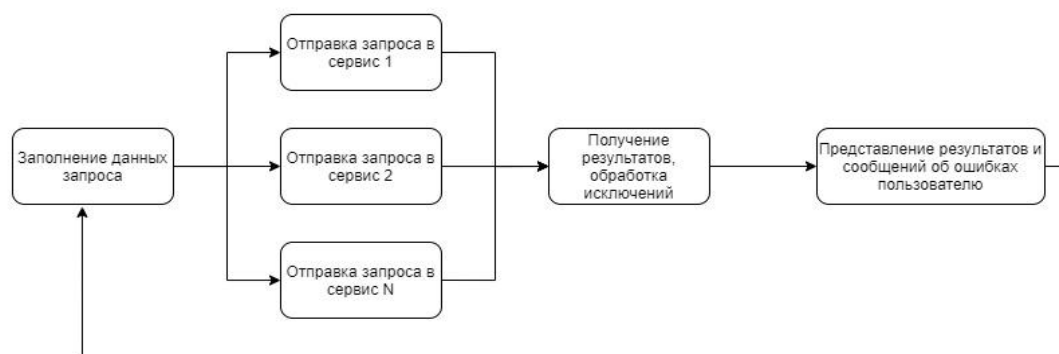 Заполнение данных
запроса
Отправка запроса в
сервис 1
Отправка запроса в
сервис 2
Отправка запроса в
сервис N
Получение
результатов,
обработка
исключений
Представление результатов и
сообщений об ошибках
пользователю